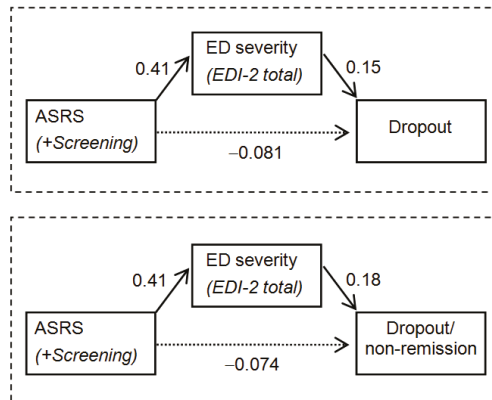 ED severity
(EDI-2 total)
0.41
0.15
ASRS
(+Screening)
Dropout
−0.081
ED severity
(EDI-2 total)
0.41
0.18
ASRS
(+Screening)
Dropout/
non-remission
−0.074